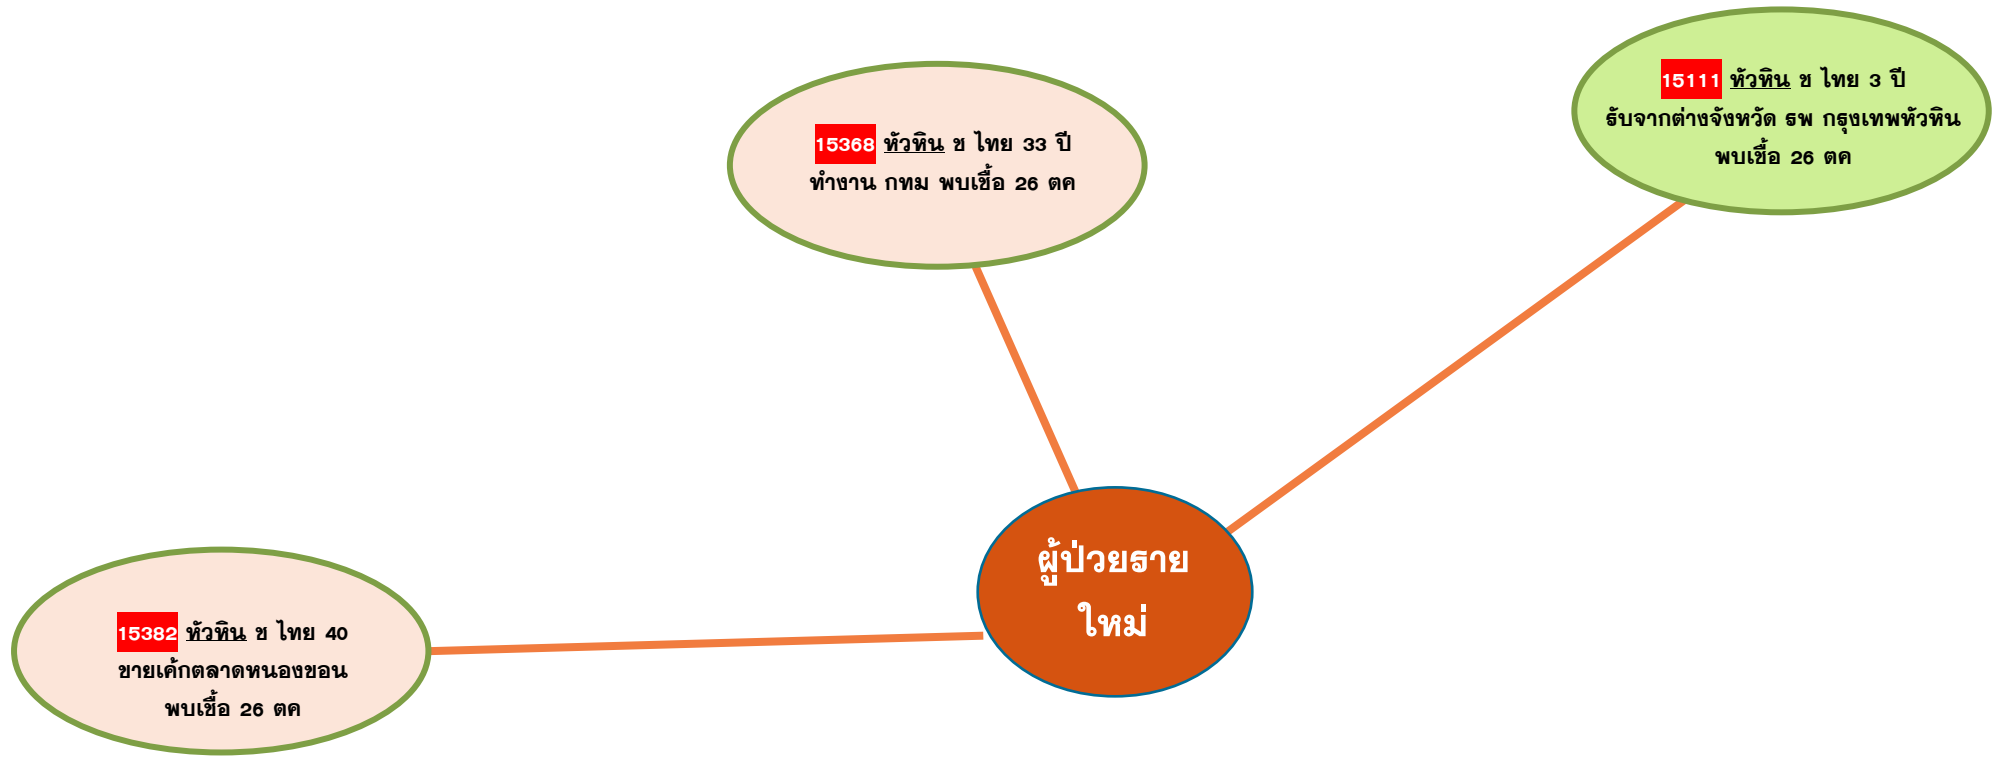 15111 หัวหิน ช ไทย 3 ปี
รับจากต่างจังหวัด รพ กรุงเทพหัวหิน
พบเชื้อ 26 ตค
15368 หัวหิน ช ไทย 33 ปี
ทำงาน กทม พบเชื้อ 26 ตค
ผู้ป่วยราย
ใหม่
15382 หัวหิน ช ไทย 40
ขายเค้กตลาดหนองขอน
พบเชื้อ 26 ตค